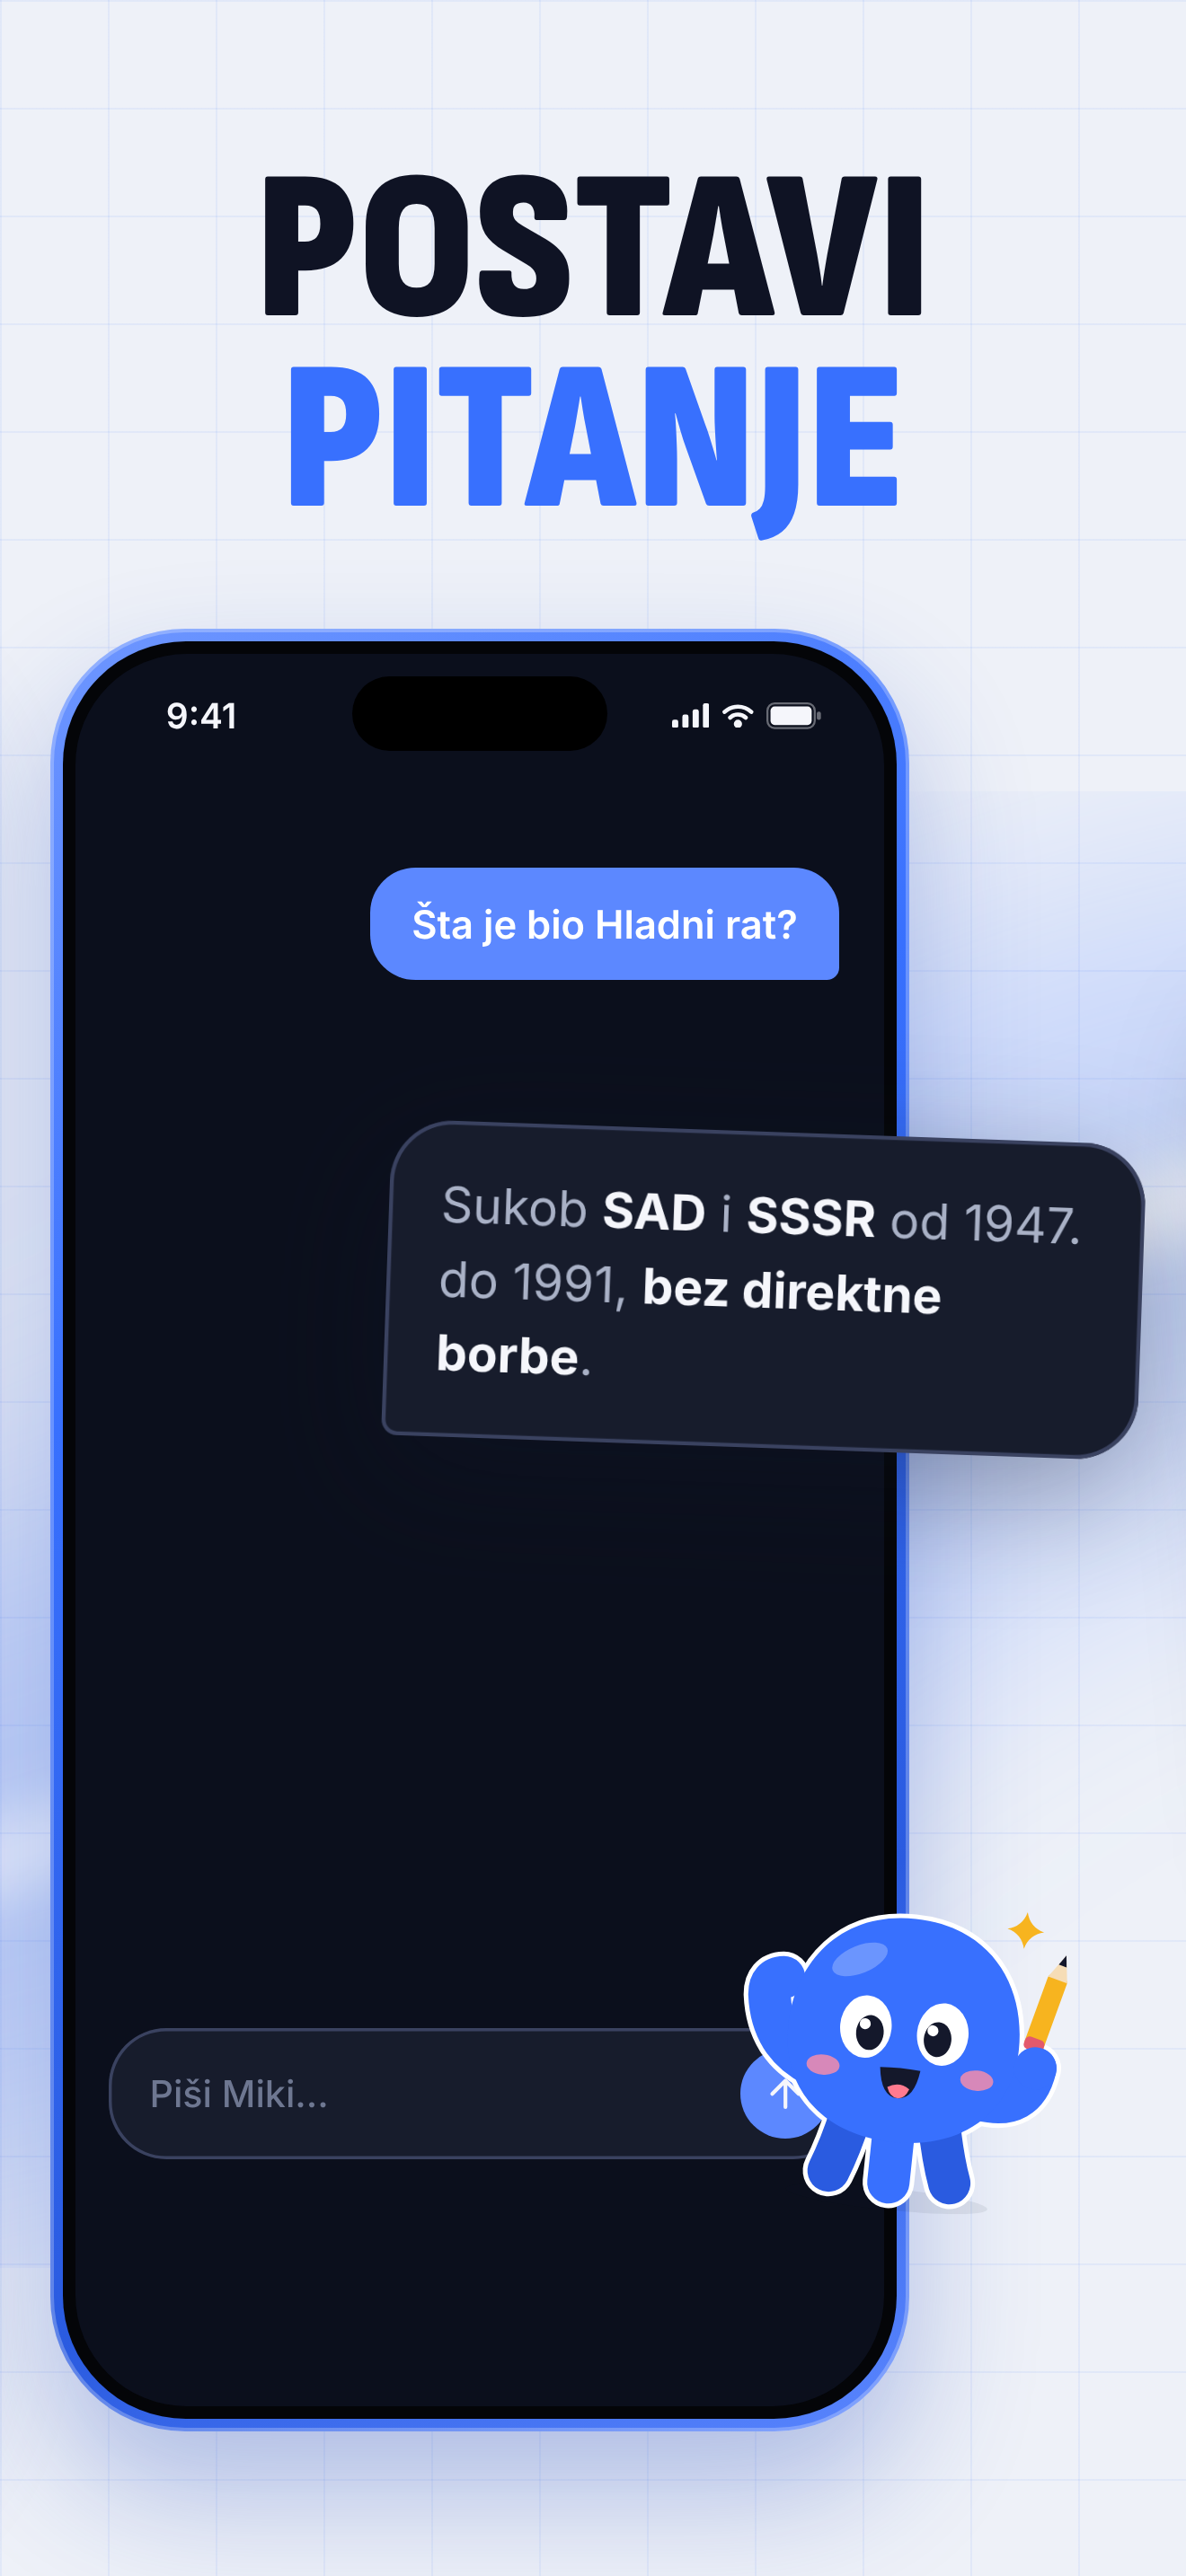 POSTAVI
PITANJE
9:41
Šta je bio Hladni rat?
Sukob SAD i SSSR od 1947.
do 1991, bez direktne
borbe.
Piši Miki...